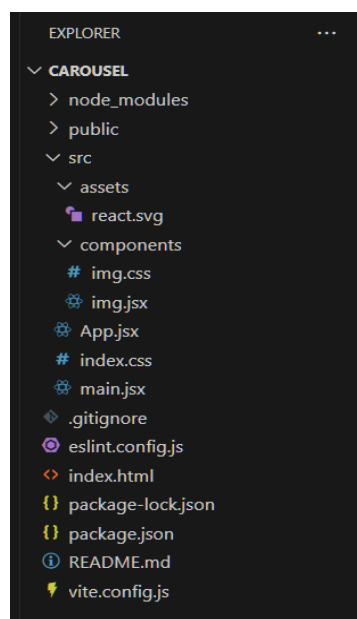 EXPLORER ...
CAROUSEL
node_modules
public
src
assets
react.svg
components
# img.css
img.jsx
App.jsx
# index.css
main.jsx
.gitignore
eslint.config.js
<> index.html
{} package-lock.json
{} package.json
README.md
vite.config.js